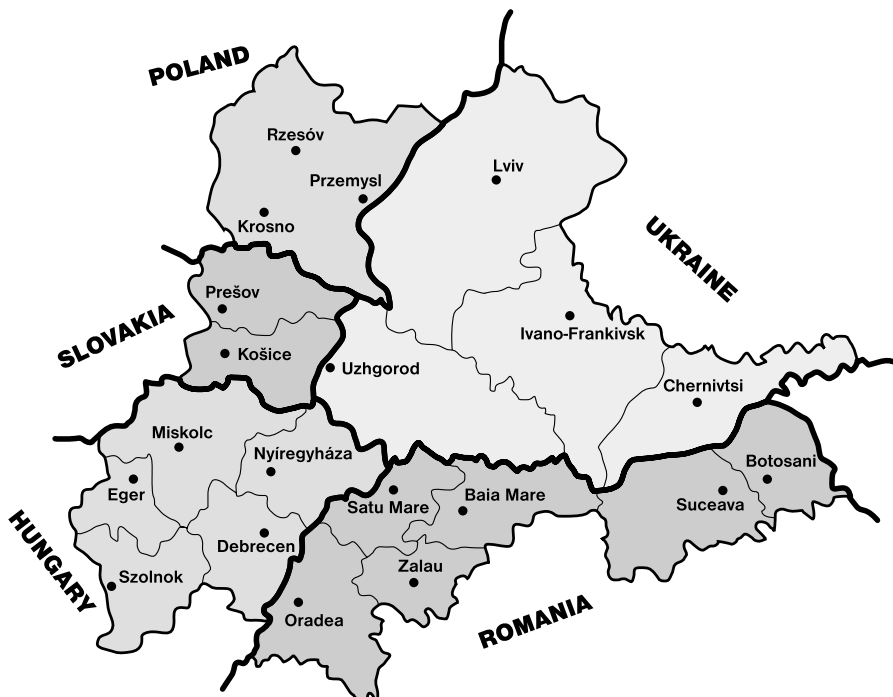 POLAND
Rzesóv
Przemysl
Krosno
Lviv
UKRAINE
Prešov
SLOVAKIA
Košice
Ivano-Frankivsk
Uzhgorod
Chernivtsi
Miskolc
Nyíregyháza
Eger
Satu Mare
Baia Mare
Botosani
Suceava
HUNGARY
Debrecen
Szolnok
Zalau
Oradea
ROMANIA